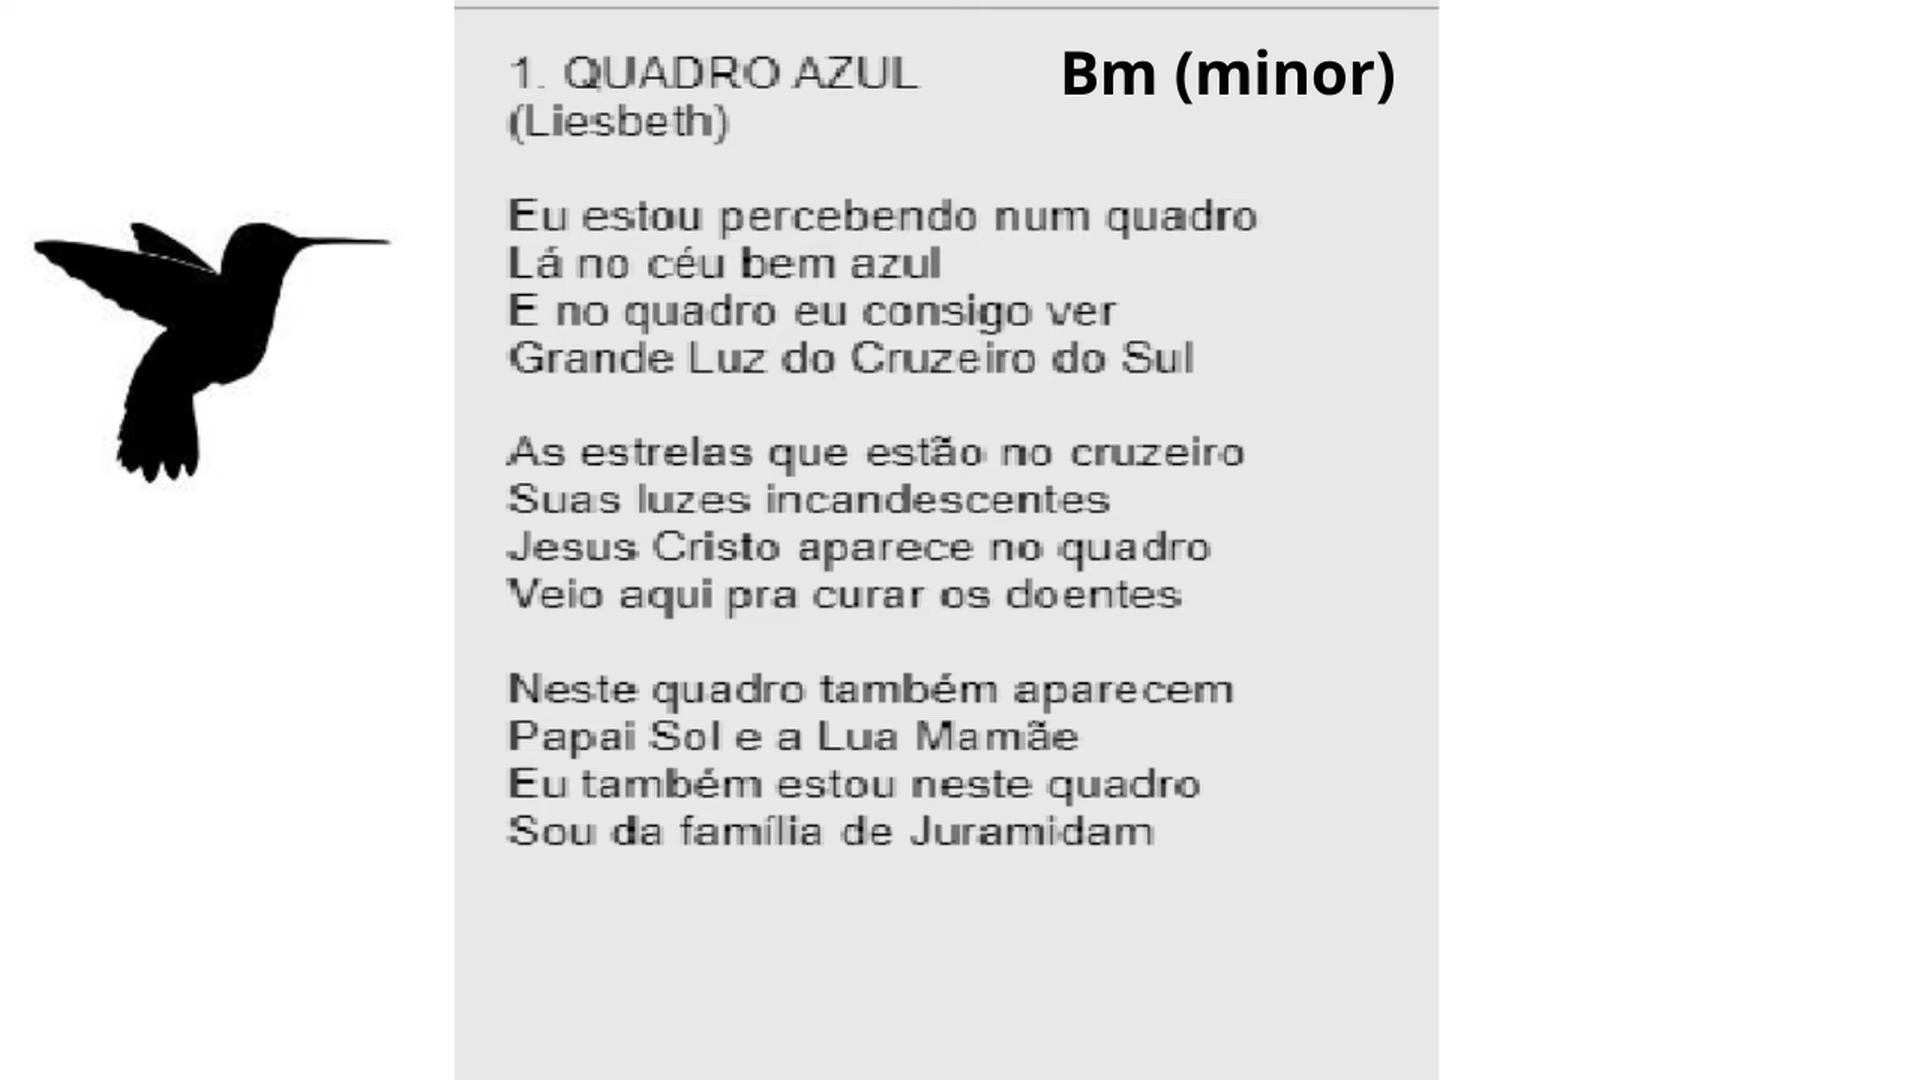 1. QUADRO AZUL
Bm (minor)
(Liesbeth)
Eu estou percebendo num quadro
Lá no céu bem azul
E no quadro eu consigo ver
Grande Luz do Cruzeiro do Sul
As estrelas que estão no cruzeiro
Suas luzes incandescentes
Jesus Cristo aparece no quadro
Veio aqui pra curar os doentes
Neste quadro também aparecem
Papai Sol e a Lua Mamãe
Eu também estou neste quadro
Sou da família de Juramidam